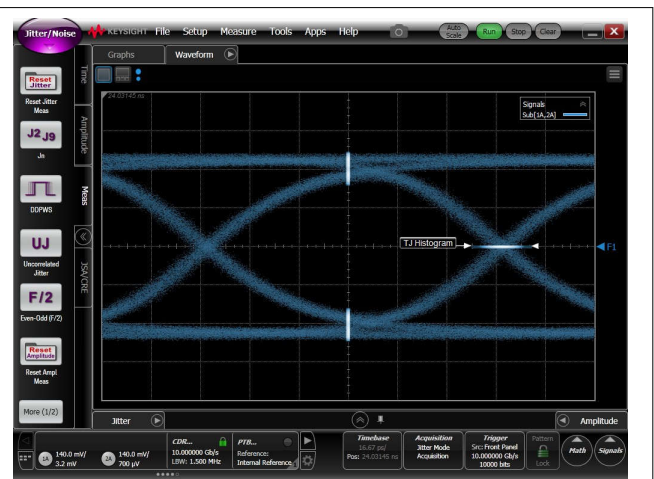 Jitter/Noise
KEYSIGHT File Setup Measure Tools Apps Help
Auto
Scale
Run
Stop
Clear
Graphs
Waveform
Time
Amplitude
Meas
JSA/CRE
Reset
Jitter
Reset Jitter
Meas
J2 J9
Jn
DDPWS
UJ
Uncorrelated
Jitter
F/2
Even-Odd (F/2)
Reset
Amplitude
Reset Ampl
Meas
More (1/2)
24.03145 ns
Signals
Sub[1A,2A]
TJ Histogram
F1
Jitter
Amplitude
1A
140.0 mV/
3.2 mV
2A
140.0 mV/
700 µV
CDR...
10.000000 Gb/s
LBW: 1.500 MHz
PTB...
Reference:
Internal Reference
Timebase
16.67 ps/
Pos: 24.03145 ns
Acquisition
Jitter Mode
Acquisition
Trigger
Src: Front Panel
10.000000 Gb/s
10000 bits
Pattern
Lock
Math
Signals